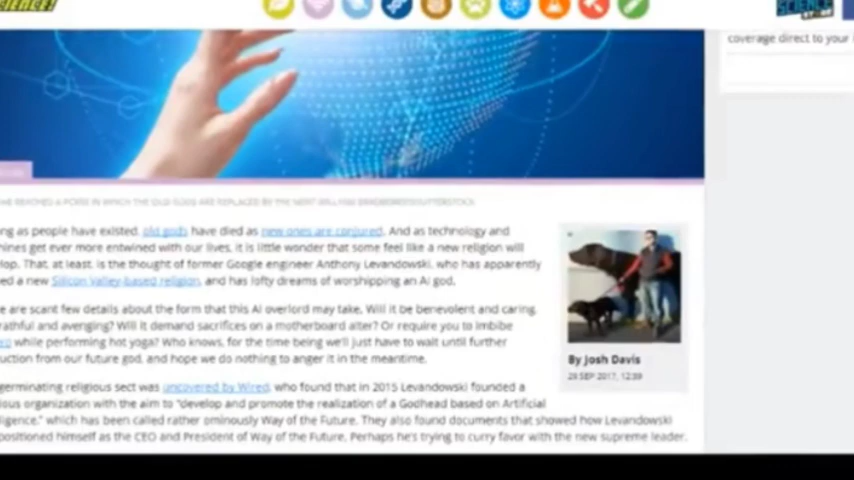 SCIENCE!
SCIENCE
coverage direct to your
ng as people have existed, old gods have died as new ones are conjured. And as technology and
hines get ever more entwined with our lives, it is little wonder that some feel like a new religion will
lop. That, at least, is the thought of former Google engineer Anthony Levandowski, who has apparently
ed a new Silicon Valley-based religion, and has lofty dreams of worshipping an AI god.
e are scant few details about the form that this AI overlord may take. Will it be benevolent and caring,
rathful and avenging? Will it demand sacrifices on a motherboard alter? Or require you to imbibe
while performing hot yoga? Who knows, for the time being we'll just have to wait until further
uction from our future god, and hope we do nothing to anger it in the meantime.
By Josh Davis
29 SEP 2017, 12:39
germinating religious sect was uncovered by Wired, who found that in 2015 Levandowski founded a
ious organization with the aim to "develop and promote the realization of a Godhead based on Artificial
lligence," which has been called rather ominously Way of the Future. They also found documents that showed how Levandowski
positioned himself as the CEO and President of Way of the Future. Perhaps he's trying to curry favor with the new supreme leader.